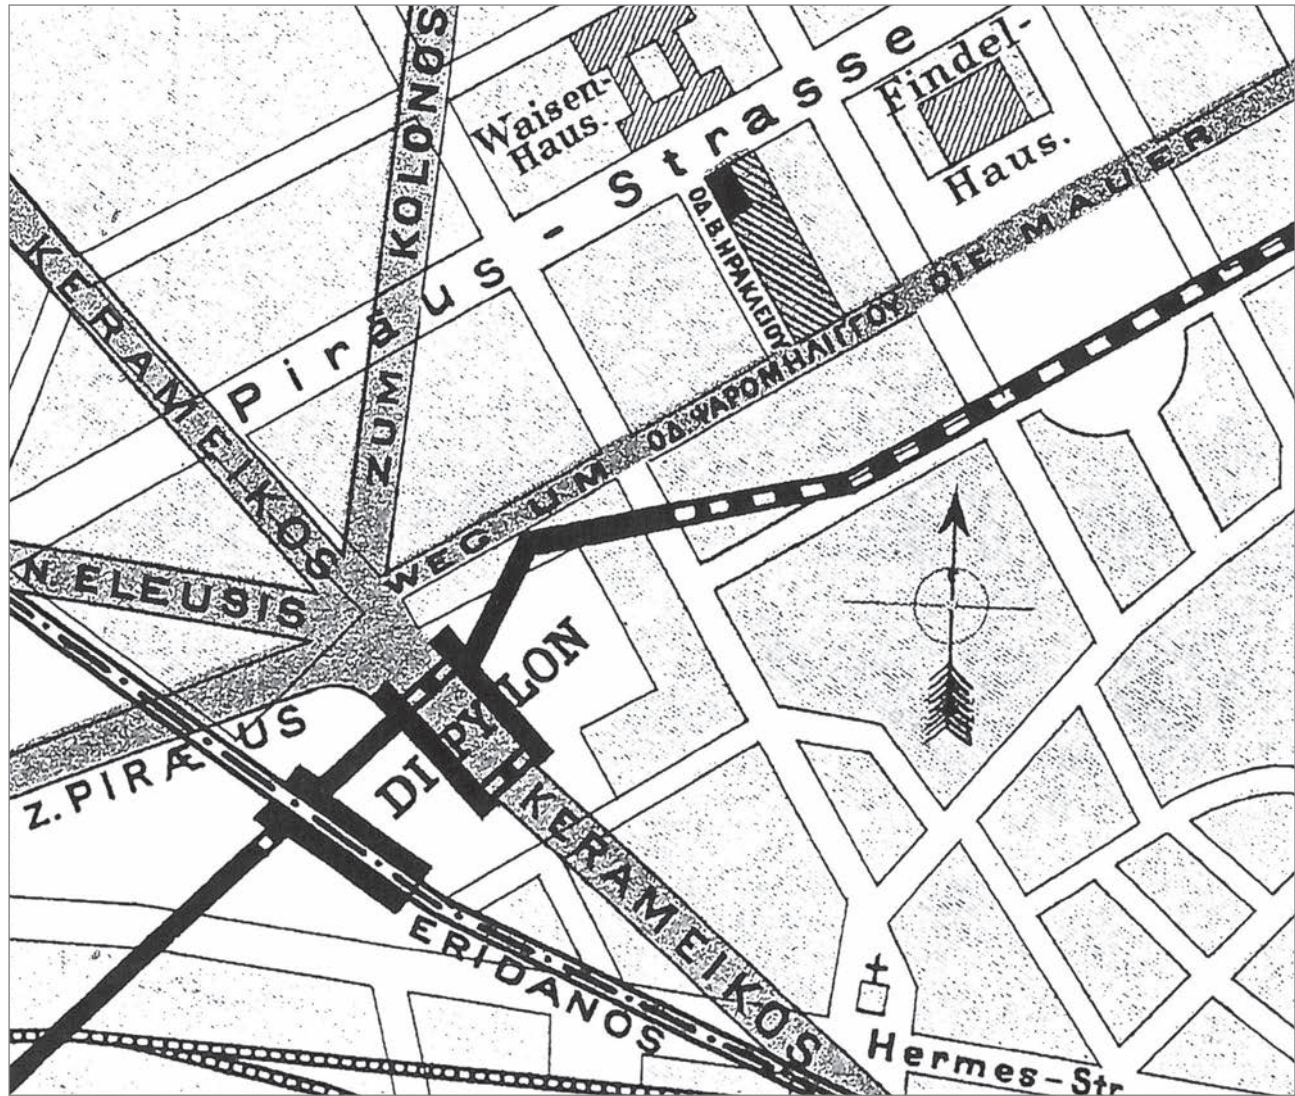 ZUM KOLONØS
Waisen-
Haus.
Findel-
Haus.
Piräus - Strasse
KERAMEIKOS
ΟΔ. Β. ΗΡΑΚΛΕΙΟΥ
WEG UM ΟΔ ΨΑΡΟΜΗΛΙΓΓΟΥ DIE MAUER
N ELEUSIS
Z. PIRÆUS
DIPYLON
KERAMEIKOS
ERIDANOS
Hermes-Str